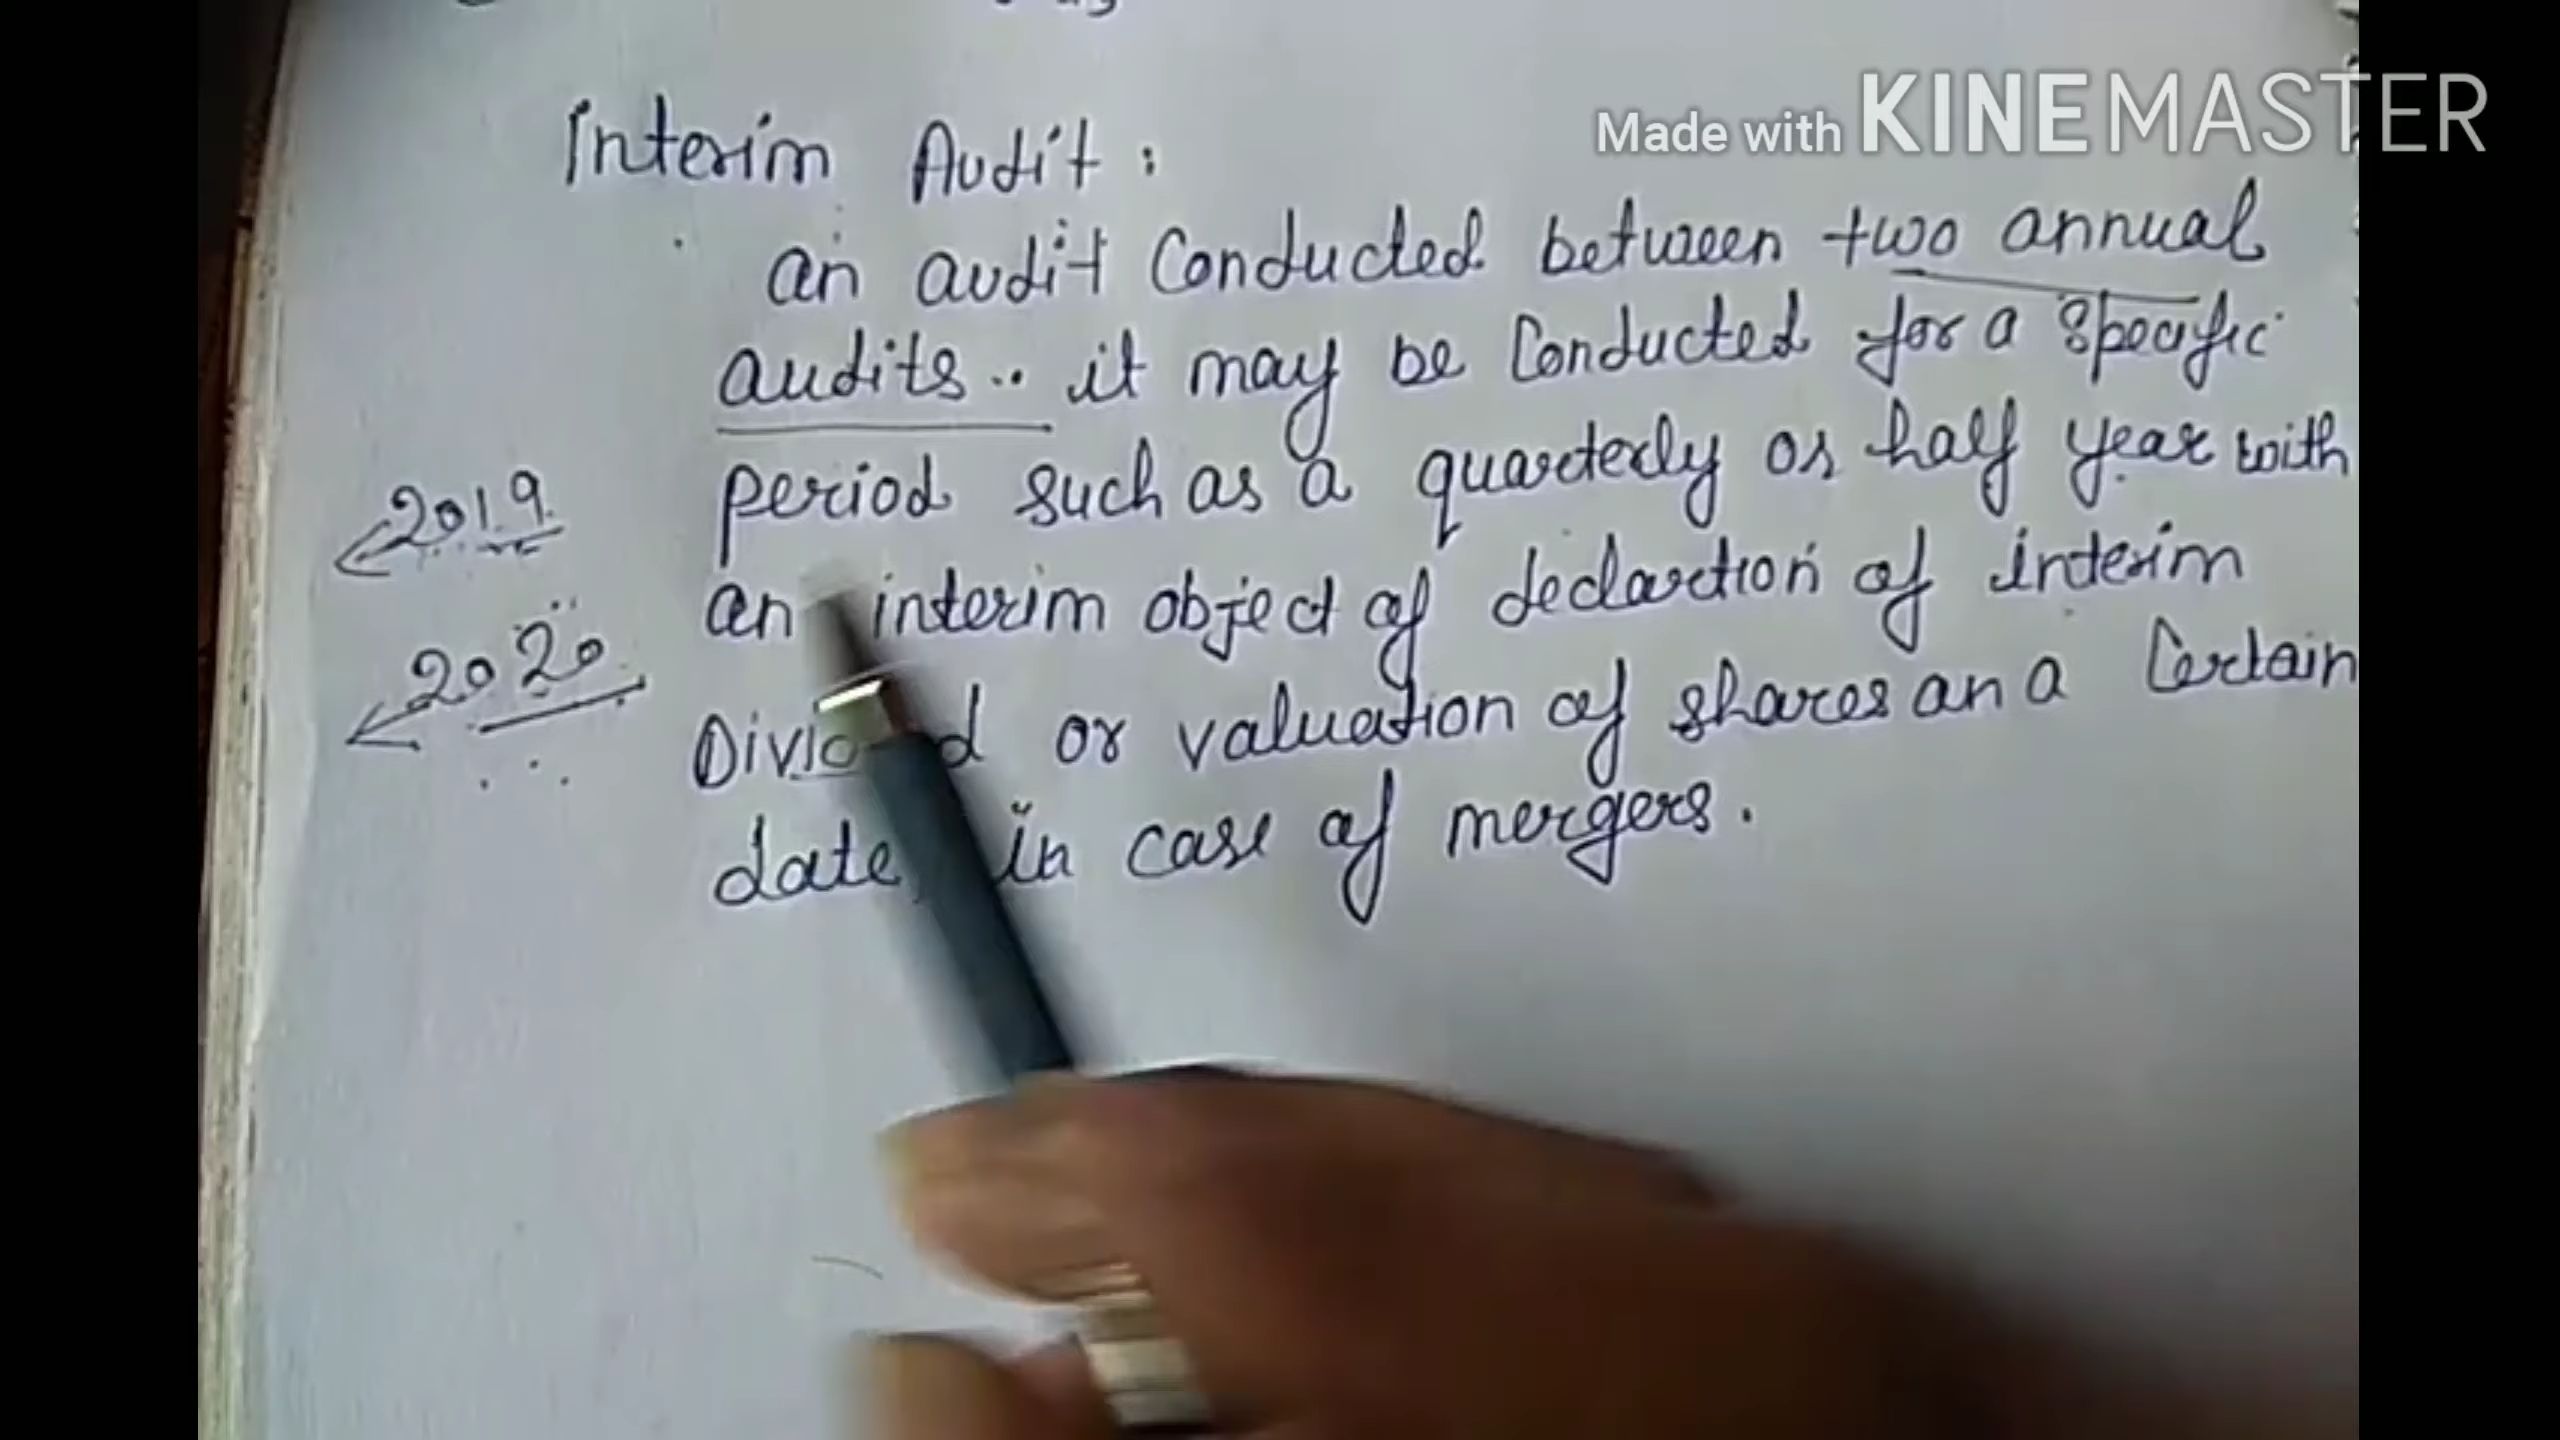 Made with KINEMASTER
Interim Audit :
an audit Conducted between two annual
audits .. it may be Conducted for a specific
period such as a quarterly or half year with
2019
an interim object of declartion of interim
2020
or valuation of shares an a Certain
date, in case of mergers.